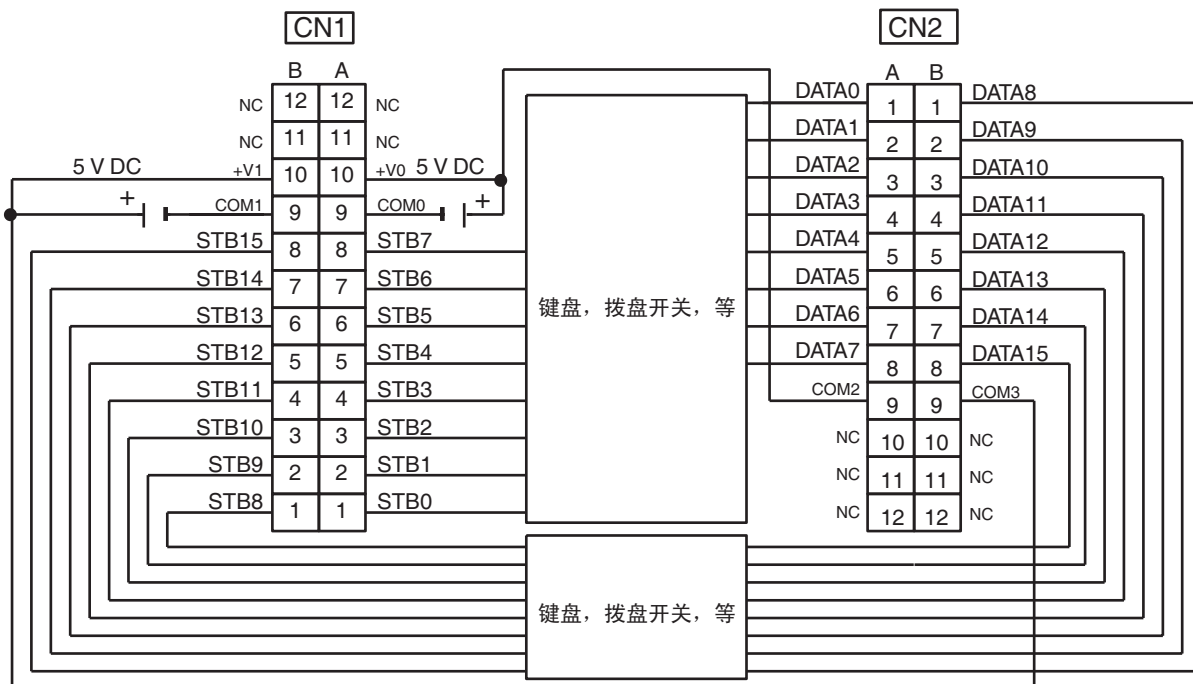 CN1
CN2
B A
A B
NC 12 12 NC
NC 11 11 NC
5 V DC +V1 10 10 +V0 5 V DC
+ COM1 9 9 COM0 +
STB15 8 8 STB7
STB14 7 7 STB6
STB13 6 6 STB5
STB12 5 5 STB4
STB11 4 4 STB3
STB10 3 3 STB2
STB9 2 2 STB1
STB8 1 1 STB0
键盘，拨盘开关，等
DATA0 1 1 DATA8
DATA1 2 2 DATA9
DATA2 3 3 DATA10
DATA3 4 4 DATA11
DATA4 5 5 DATA12
DATA5 6 6 DATA13
DATA6 7 7 DATA14
DATA7 8 8 DATA15
COM2 9 9 COM3
NC 10 10 NC
NC 11 11 NC
NC 12 12 NC
键盘，拨盘开关，等